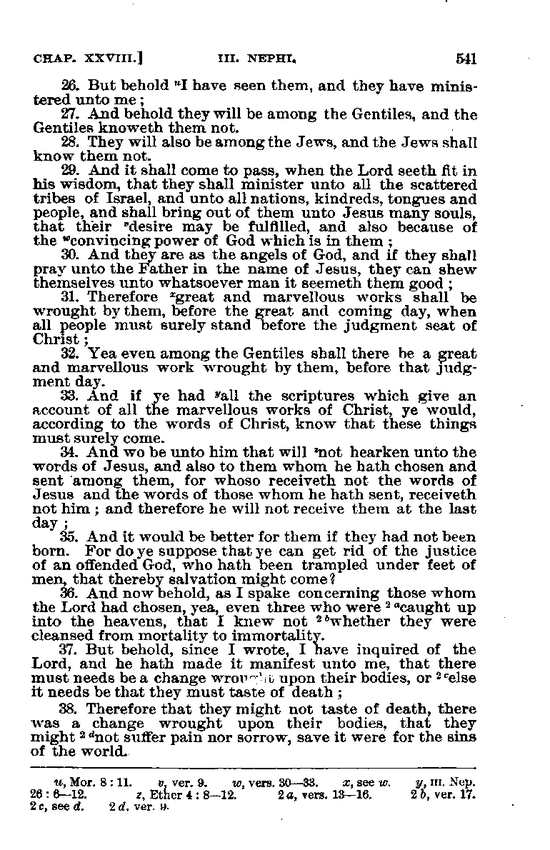 CHAP. XXVIII.] III. NEPHI. 541
26. But behold "I have seen them, and they have minis-
tered unto me;
27. And behold they will be among the Gentiles, and the
Gentiles knoweth them not.
28. They will also be among the Jews, and the Jews shall
know them not.
29. And it shall come to pass, when the Lord seeth fit in
his wisdom, that they shall minister unto all the scattered
tribes of Israel, and unto all nations, kindreds, tongues and
people, and shall bring out of them unto Jesus many souls,
that their ᵛdesire may be fulfilled, and also because of
the ʷconvincing power of God which is in them;
30. And they are as the angels of God, and if they shall
pray unto the Father in the name of Jesus, they can shew
themselves unto whatsoever man it seemeth them good;
31. Therefore ˣgreat and marvellous works shall be
wrought by them, before the great and coming day, when
all people must surely stand before the judgment seat of
Christ;
32. Yea even among the Gentiles shall there be a great
and marvellous work wrought by them, before that judg-
ment day.
33. And if ye had ʸall the scriptures which give an
account of all the marvellous works of Christ, ye would,
according to the words of Christ, know that these things
must surely come.
34. And wo be unto him that will ᶻnot hearken unto the
words of Jesus, and also to them whom he hath chosen and
sent among them, for whoso receiveth not the words of
Jesus and the words of those whom he hath sent, receiveth
not him; and therefore he will not receive them at the last
day;
35. And it would be better for them if they had not been
born. For do ye suppose that ye can get rid of the justice
of an offended God, who hath been trampled under feet of
men, that thereby salvation might come?
36. And now behold, as I spake concerning those whom
the Lord had chosen, yea, even three who were ²ᵃcaught up
into the heavens, that I knew not ²ᵇwhether they were
cleansed from mortality to immortality.
37. But behold, since I wrote, I have inquired of the
Lord, and he hath made it manifest unto me, that there
must needs be a change upon their bodies, or ²ᶜelse
it needs be that they must taste of death;
38. Therefore that they might not taste of death, there
was a change wrought upon their bodies, that they
might ²ᵈnot suffer pain nor sorrow, save it were for the sins
of the world.
u, Mor. 8:11. v, ver. 9. w, vers. 30—33. x, see w. y, III. Nep.
26:6—12. z, Ether 4:8—12. 2a, vers. 13—16. 2b, ver. 17.
2c, see d. 2d, ver. 9.